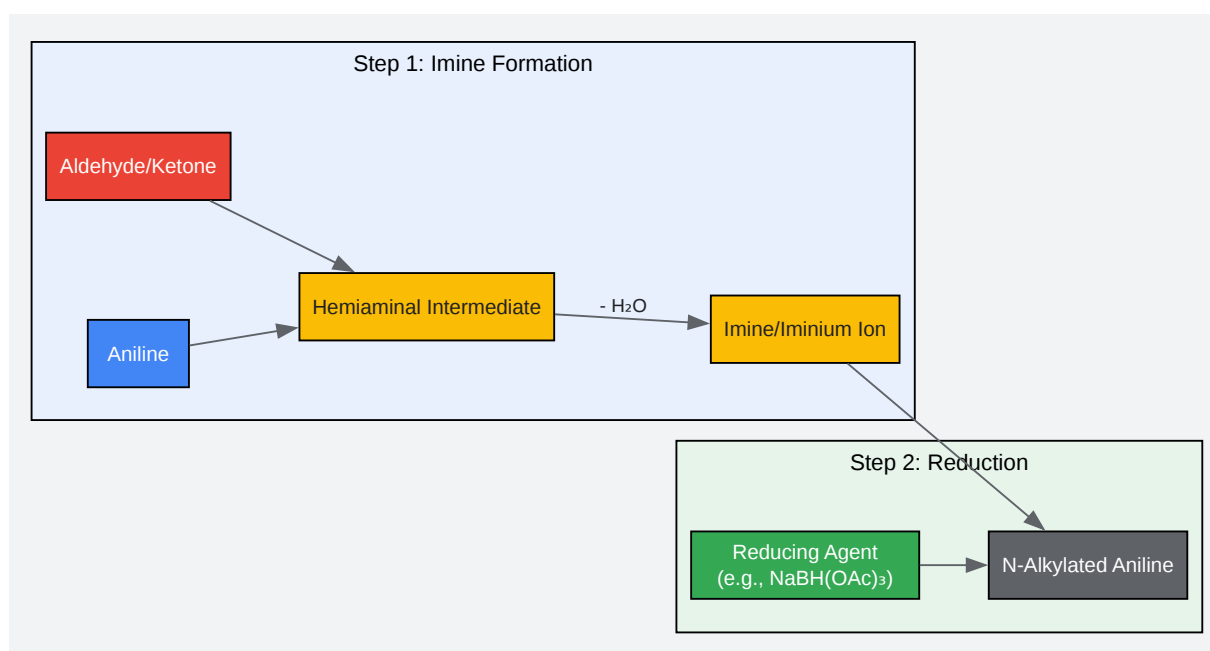 Step 1: Imine Formation
Aldehyde/Ketone
Aniline
Hemiaminal Intermediate
- H₂O
Imine/Iminium Ion
Step 2: Reduction
Reducing Agent
(e.g., NaBH(OAc)₃)
N-Alkylated Aniline